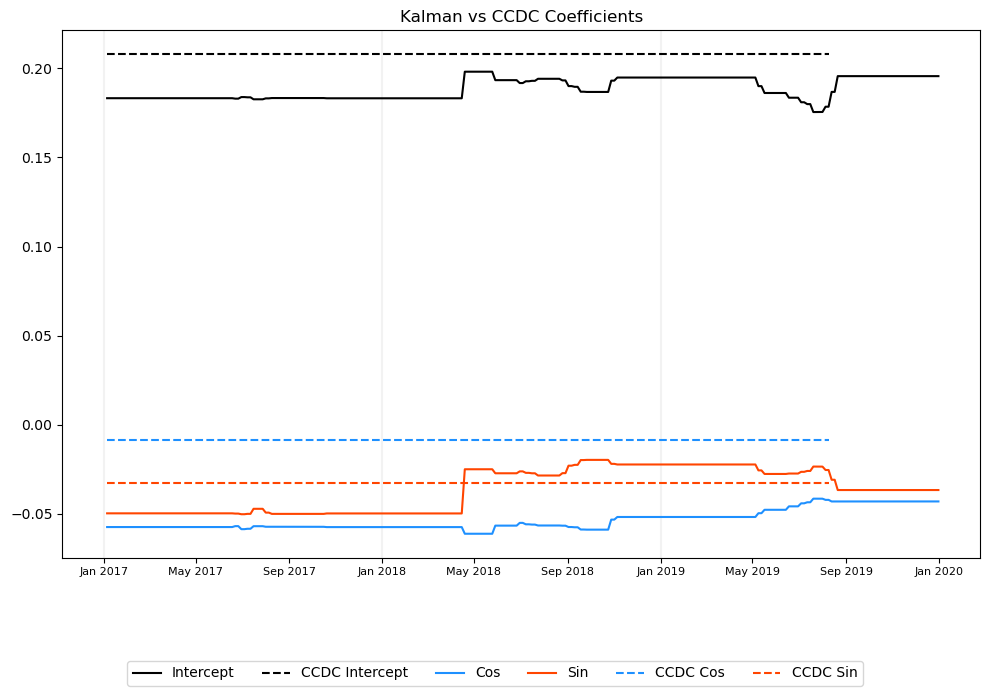 Kalman vs CCDC Coefficients
0.20
0.15
0.10
0.05
0.00
−0.05
Jan 2017 May 2017 Sep 2017 Jan 2018 May 2018 Sep 2018 Jan 2019 May 2019 Sep 2019 Jan 2020
Intercept CCDC Intercept Cos Sin CCDC Cos CCDC Sin